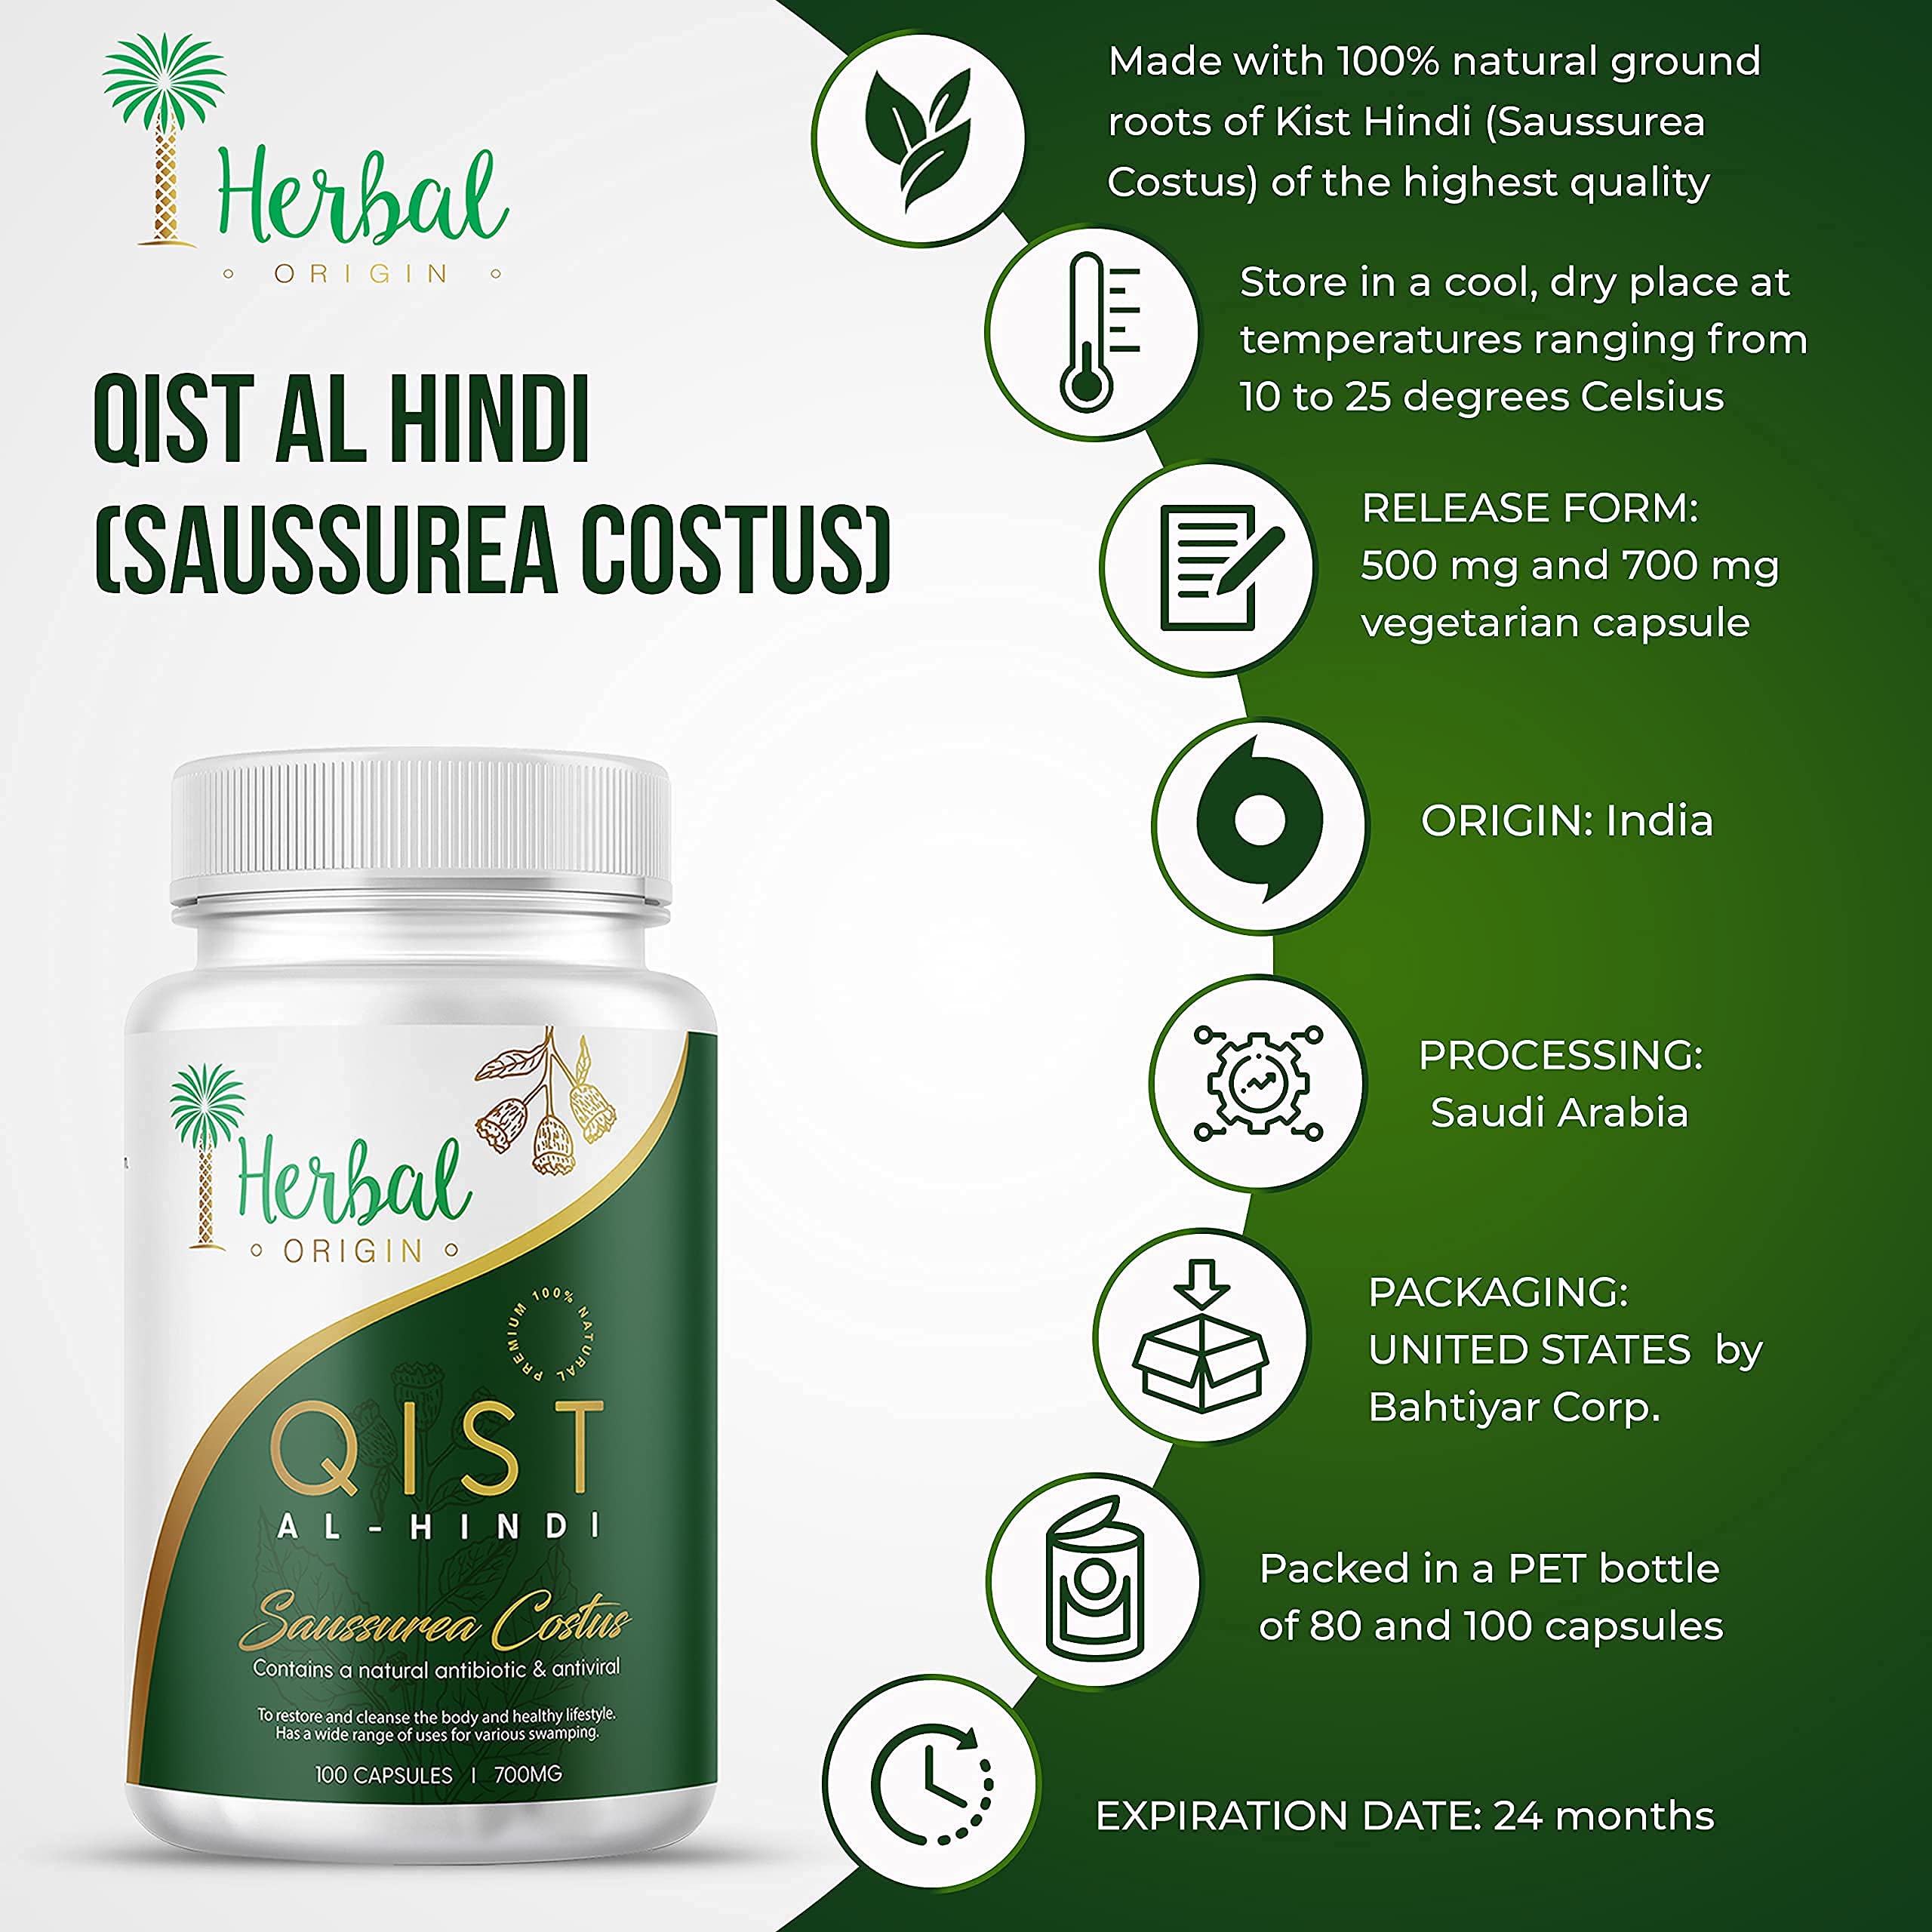 Herbal
ORIGIN
QIST AL HINDI
(SAUSSUREA COSTUS)
Herbal
ORIGIN
PREMIUM 100% NATURAL
QIST
AL-HINDI
Saussurea Costus
Contains a natural antibiotic & antiviral
To restore and cleanse the body and healthy lifestyle.
Has a wide range of uses for various swamping.
100 CAPSULES | 700MG
Made with 100% natural ground
roots of Kist Hindi (Saussurea
Costus) of the highest quality
Store in a cool, dry place at
temperatures ranging from
10 to 25 degrees Celsius
RELEASE FORM:
500 mg and 700 mg
vegetarian capsule
ORIGIN: India
PROCESSING:
Saudi Arabia
PACKAGING:
UNITED STATES by
Bahtiyar Corp.
Packed in a PET bottle
of 80 and 100 capsules
EXPIRATION DATE: 24 months